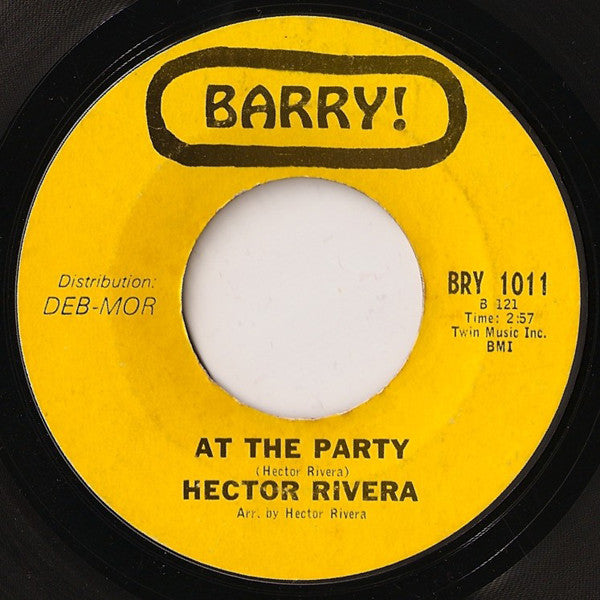 BARRY!
Distribution:
DEB-MOR
BRY 1011
B 121
Time: 2:57
Twin Music Inc.
BMI
AT THE PARTY
(Hector Rivera)
HECTOR RIVERA
Arr. by Hector Rivera